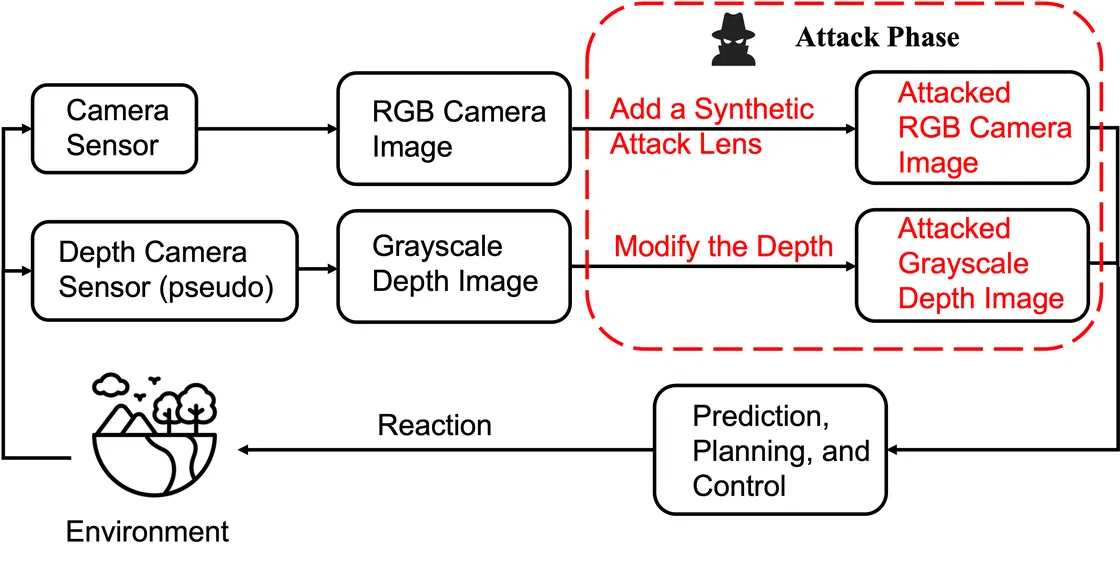 Attack Phase
Camera
Sensor
RGB Camera
Image
Add a Synthetic
Attack Lens
Attacked
RGB Camera
Image
Depth Camera
Sensor (pseudo)
Grayscale
Depth Image
Modify the Depth
Attacked
Grayscale
Depth Image
Reaction
Prediction,
Planning, and
Control
Environment